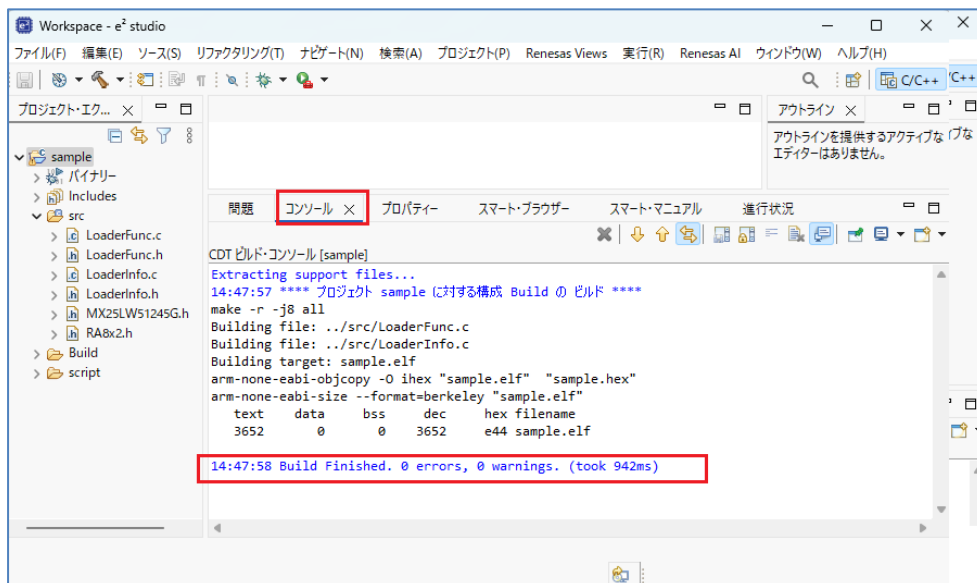 Workspace - e² studio
ファイル(F) 編集(E) ソース(S) リファクタリング(T) ナビゲート(N) 検索(A) プロジェクト(P) Renesas Views 実行(R) Renesas AI ウィンドウ(W) ヘルプ(H)
C/C++
C++
プロジェクト・エク...
sample
バイナリー
Includes
src
LoaderFunc.c
LoaderFunc.h
LoaderInfo.c
LoaderInfo.h
MX25LW51245G.h
RA8x2.h
Build
script
アウトライン
アウトラインを提供するアクティブな
エディターはありません。
ブな
問題 コンソール プロパティー スマート・ブラウザー スマート・マニュアル 進行状況
CDT ビルド・コンソール [sample]
Extracting support files...
14:47:57 **** プロジェクト sample に対する構成 Build の ビルド ****
make -r -j8 all
Building file: ../src/LoaderFunc.c
Building file: ../src/LoaderInfo.c
Building target: sample.elf
arm-none-eabi-objcopy -O ihex "sample.elf" "sample.hex"
arm-none-eabi-size --format=berkeley "sample.elf"
text data bss dec hex filename
3652 0 0 3652 e44 sample.elf
14:47:58 Build Finished. 0 errors, 0 warnings. (took 942ms)